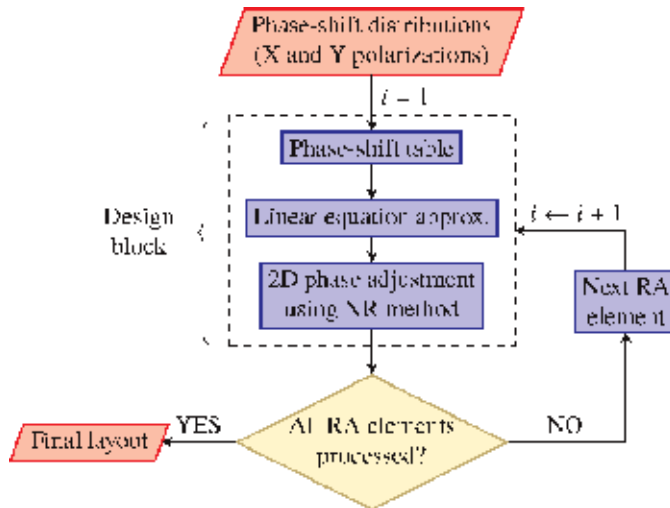 Phase-shift distributions
(X and Y polarizations)
i = 1
Phase-shift table
Design
block
Linear equation approx.
i ← i + 1
2D phase adjustment
using NR method
Next RA
element
All RA elements
processed?
YES
NO
Final layout